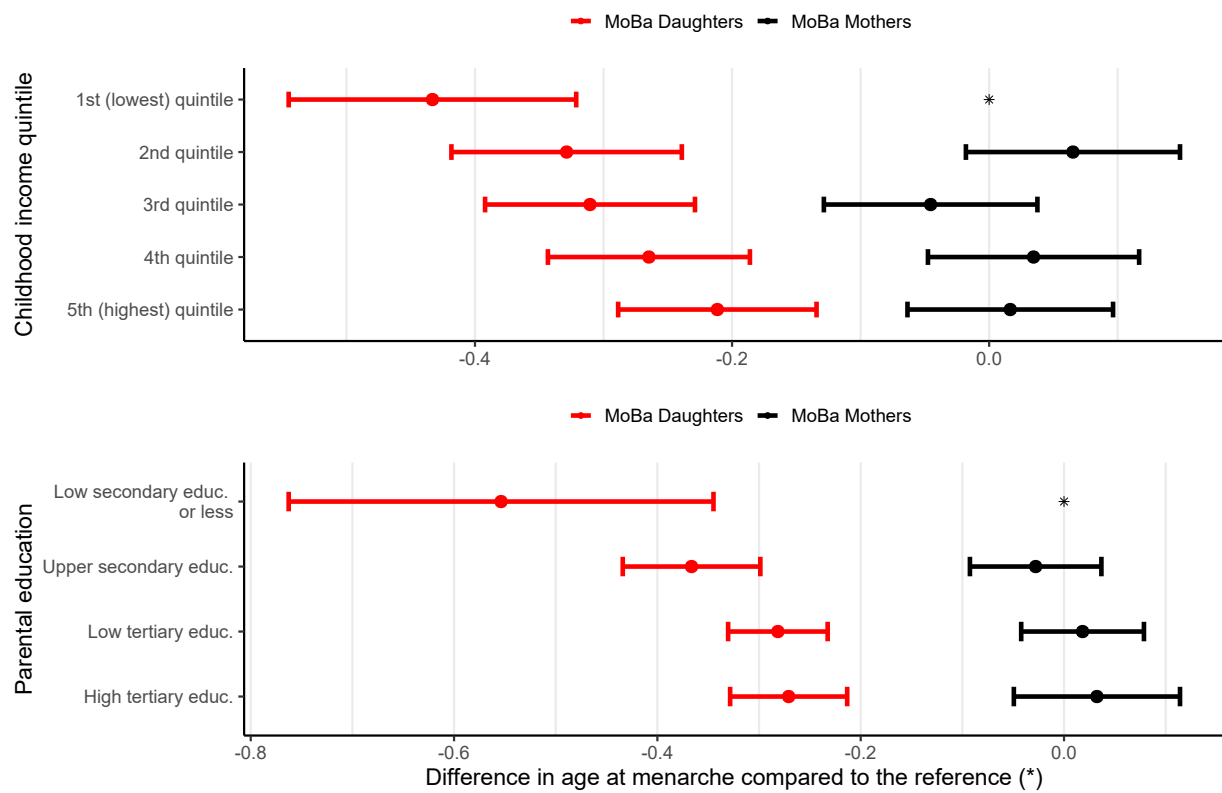 MoBa Daughters MoBa Mothers
Childhood income quintile
1st (lowest) quintile
*
2nd quintile
3rd quintile
4th quintile
5th (highest) quintile
-0.4 -0.2 0.0
MoBa Daughters MoBa Mothers
Parental education
Low secondary educ.
or less
*
Upper secondary educ.
Low tertiary educ.
High tertiary educ.
-0.8 -0.6 -0.4 -0.2 0.0
Difference in age at menarche compared to the reference (*)